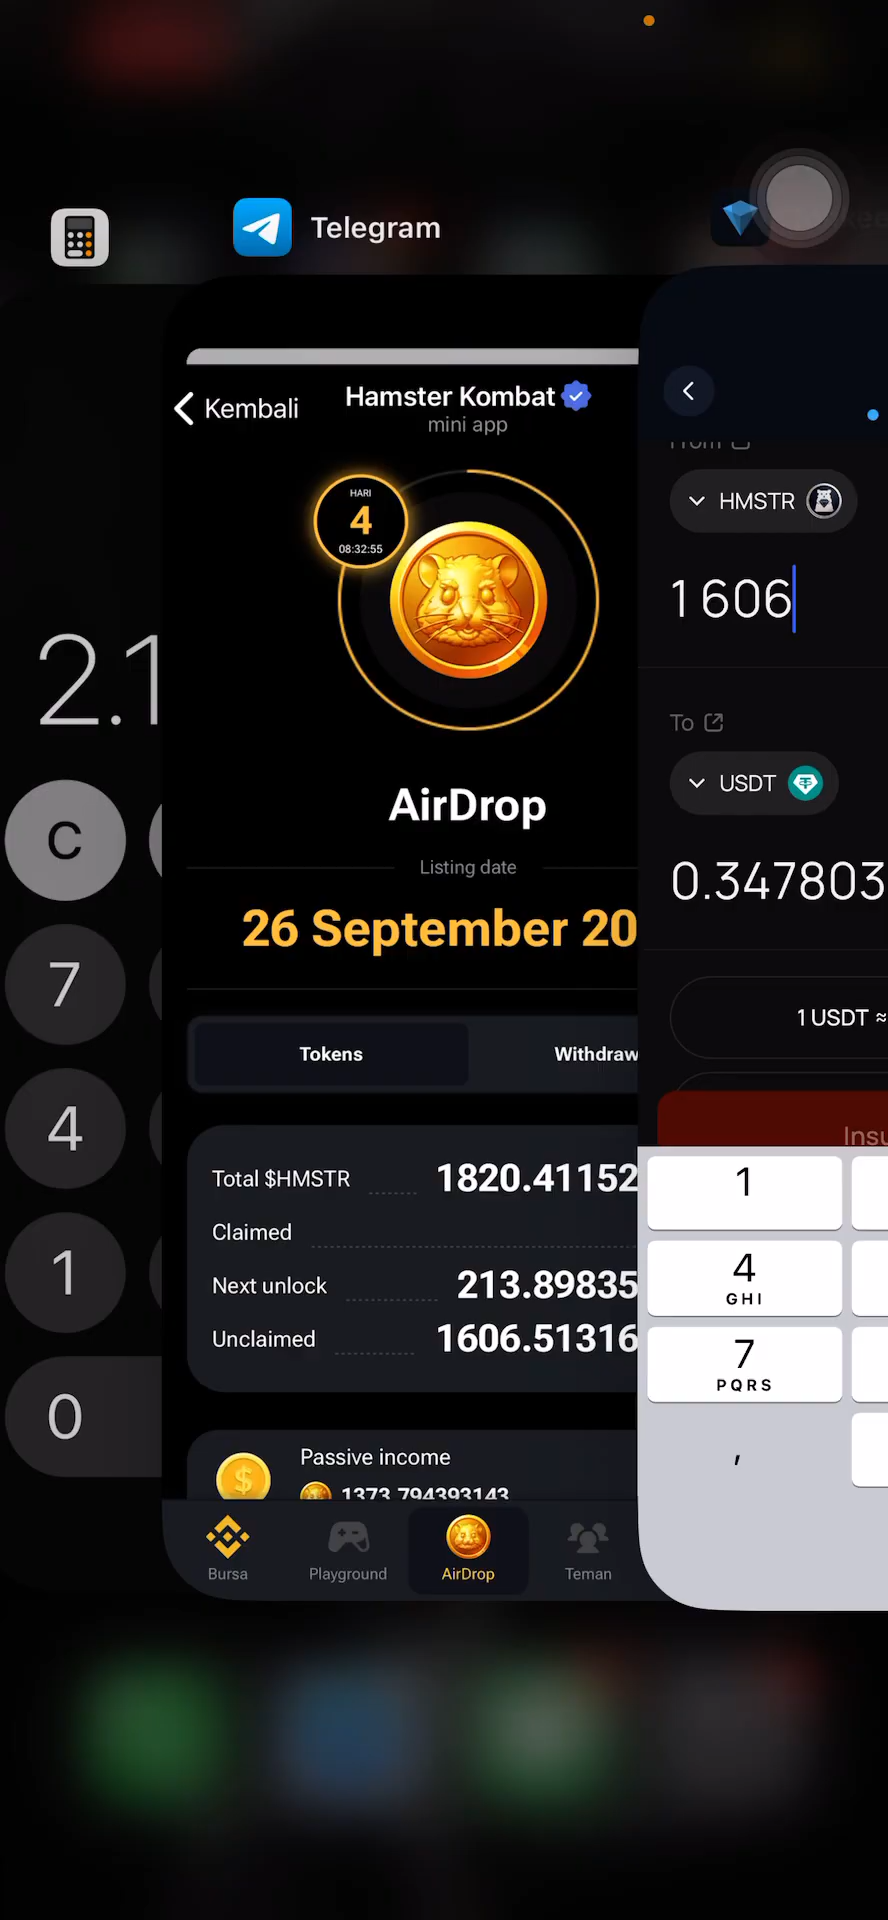 Telegram
Kembali
Hamster Kombat
mini app
HARI
4
08:32:55
AirDrop
Listing date
26 September 20
Tokens
Withdraw
Total $HMSTR
1820.41152
Claimed
Next unlock
213.89835
Unclaimed
1606.51316
Passive income
1373.794393143
Bursa
Playground
AirDrop
Teman
2.1
C
7
4
1
0
From
HMSTR
1 606
To
USDT
0.347803
1 USDT ≈
Insu
1
4
GHI
7
PQRS
,